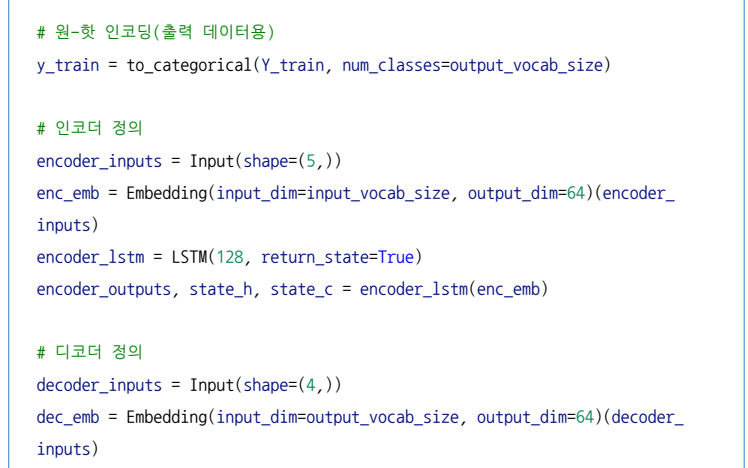 # 원-핫 인코딩(출력 데이터용)
y_train = to_categorical(Y_train, num_classes=output_vocab_size)
# 인코더 정의
encoder_inputs = Input(shape=(5,))
enc_emb = Embedding(input_dim=input_vocab_size, output_dim=64)(encoder_
inputs)
encoder_lstm = LSTM(128, return_state=True)
encoder_outputs, state_h, state_c = encoder_lstm(enc_emb)
# 디코더 정의
decoder_inputs = Input(shape=(4,))
dec_emb = Embedding(input_dim=output_vocab_size, output_dim=64)(decoder_
inputs)